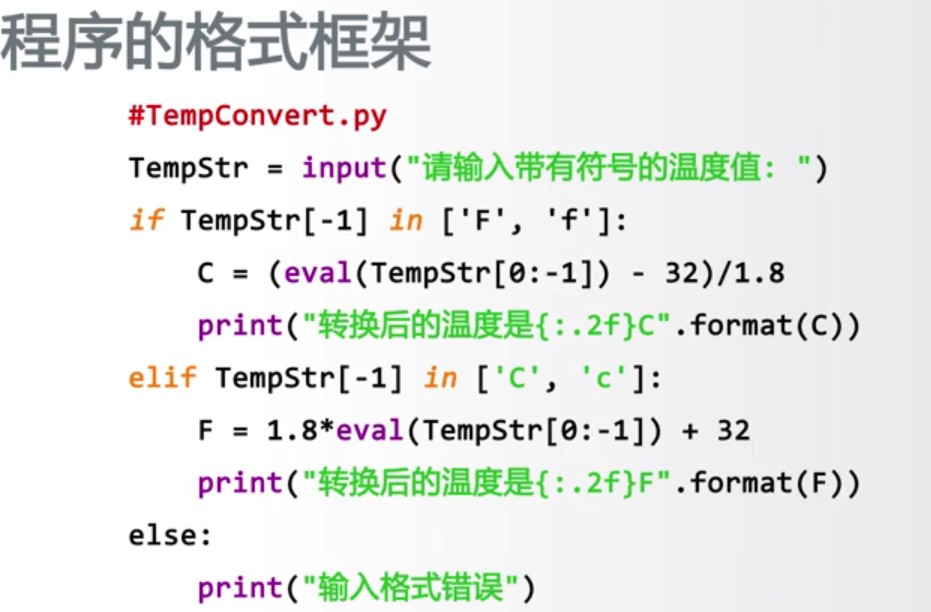 程序的格式框架
#TempConvert.py
TempStr = input("请输入带有符号的温度值: ")
if TempStr[-1] in ['F', 'f']:
    C = (eval(TempStr[0:-1]) - 32)/1.8
    print("转换后的温度是{:.2f}C".format(C))
elif TempStr[-1] in ['C', 'c']:
    F = 1.8*eval(TempStr[0:-1]) + 32
    print("转换后的温度是{:.2f}F".format(F))
else:
    print("输入格式错误")